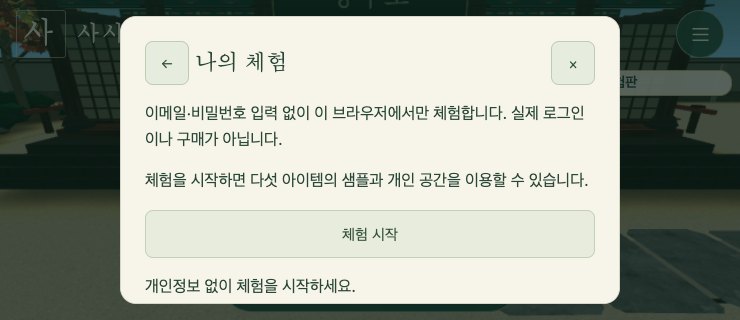 사
← 나의 체험 ×
험판
이메일·비밀번호 입력 없이 이 브라우저에서만 체험합니다. 실제 로그인
이나 구매가 아닙니다.
체험을 시작하면 다섯 아이템의 샘플과 개인 공간을 이용할 수 있습니다.
체험 시작
개인정보 없이 체험을 시작하세요.